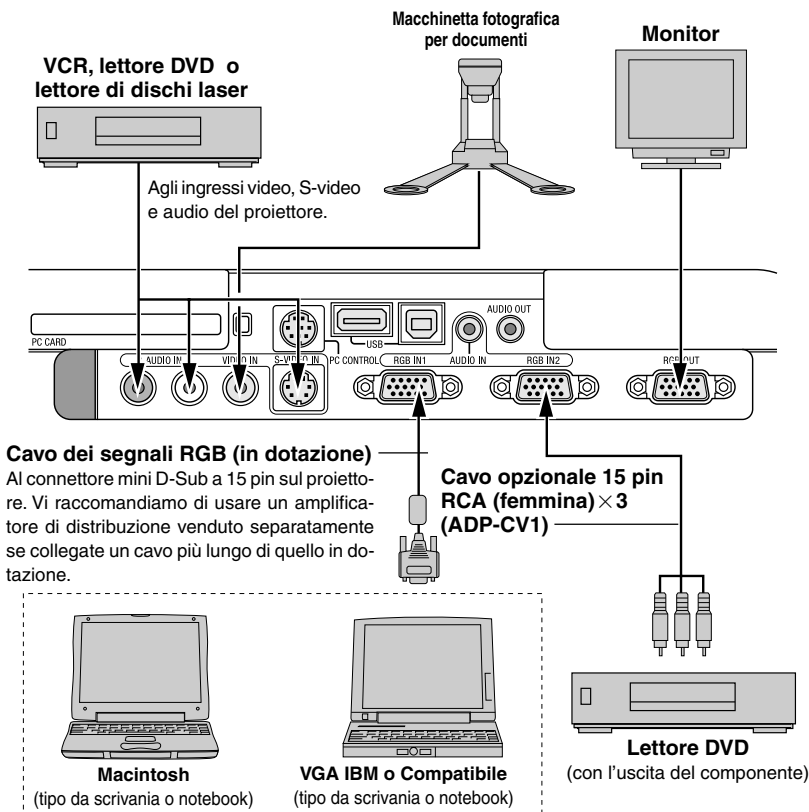 Macchinetta fotografica
per documenti
Monitor
VCR, lettore DVD o
lettore di dischi laser
Agli ingressi video, S-video
e audio del proiettore.
AUDIO OUT
USB
PC CARD
AUDIO IN
VIDEO IN
S-VIDEO IN
PC CONTROL
RGB IN1
AUDIO IN
RGB IN2
RGB OUT
Cavo dei segnali RGB (in dotazione)
Al connettore mini D-Sub a 15 pin sul proietto-
re. Vi raccomandiamo di usare un amplifica-
tore di distribuzione venduto separatamente
se collegate un cavo più lungo di quello in do-
tazione.
Cavo opzionale 15 pin
RCA (femmina)×3
(ADP-CV1)
Macintosh
(tipo da scrivania o notebook)
VGA IBM o Compatibile
(tipo da scrivania o notebook)
Lettore DVD
(con l'uscita del componente)